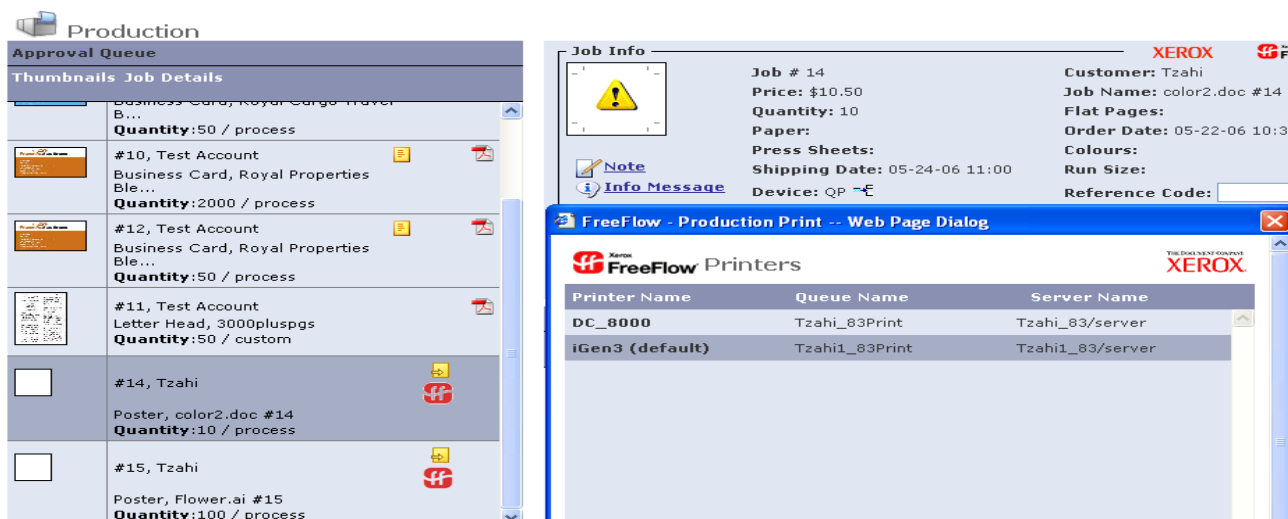 Production
Approval Queue
Thumbnails Job Details
Business Card, Royal Cargo Travel
B...
Quantity:50 / process
#10, Test Account
Business Card, Royal Properties
Ble...
Quantity:2000 / process
#12, Test Account
Business Card, Royal Properties
Ble...
Quantity:50 / process
#11, Test Account
Letter Head, 3000pluspgs
Quantity:50 / custom
#14, Tzahi
Poster, color2.doc #14
Quantity:10 / process
#15, Tzahi
Poster, Flower.ai #15
Quantity:100 / process
Job Info
XEROX
Job # 14
Price: $10.50
Quantity: 10
Paper:
Press Sheets:
Shipping Date: 05-24-06 11:00
Device: QP
Customer: Tzahi
Job Name: color2.doc #14
Flat Pages:
Order Date: 05-22-06 10:3
Colours:
Run Size:
Reference Code:
Note
Info Message
FreeFlow - Production Print -- Web Page Dialog
Xerox
FreeFlow Printers
THE DOCUMENT COMPANY
XEROX.
Printer Name Queue Name Server Name
DC_8000 Tzahi_83Print Tzahi_83/server
iGen3 (default) Tzahi1_83Print Tzahi1_83/server